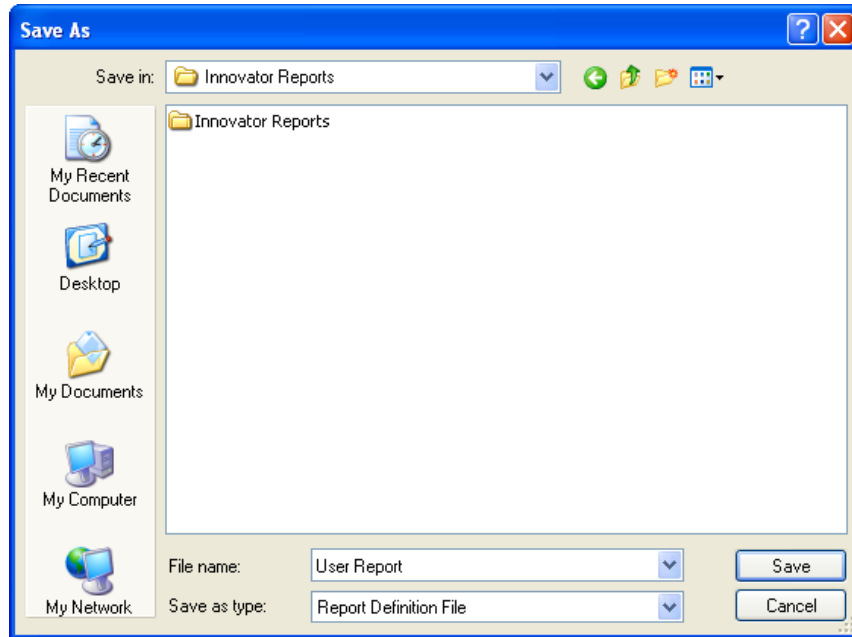 Save As
Save in: Innovator Reports
Innovator Reports
My Recent
Documents
Desktop
My Documents
My Computer
My Network
File name: User Report
Save
Save as type: Report Definition File
Cancel